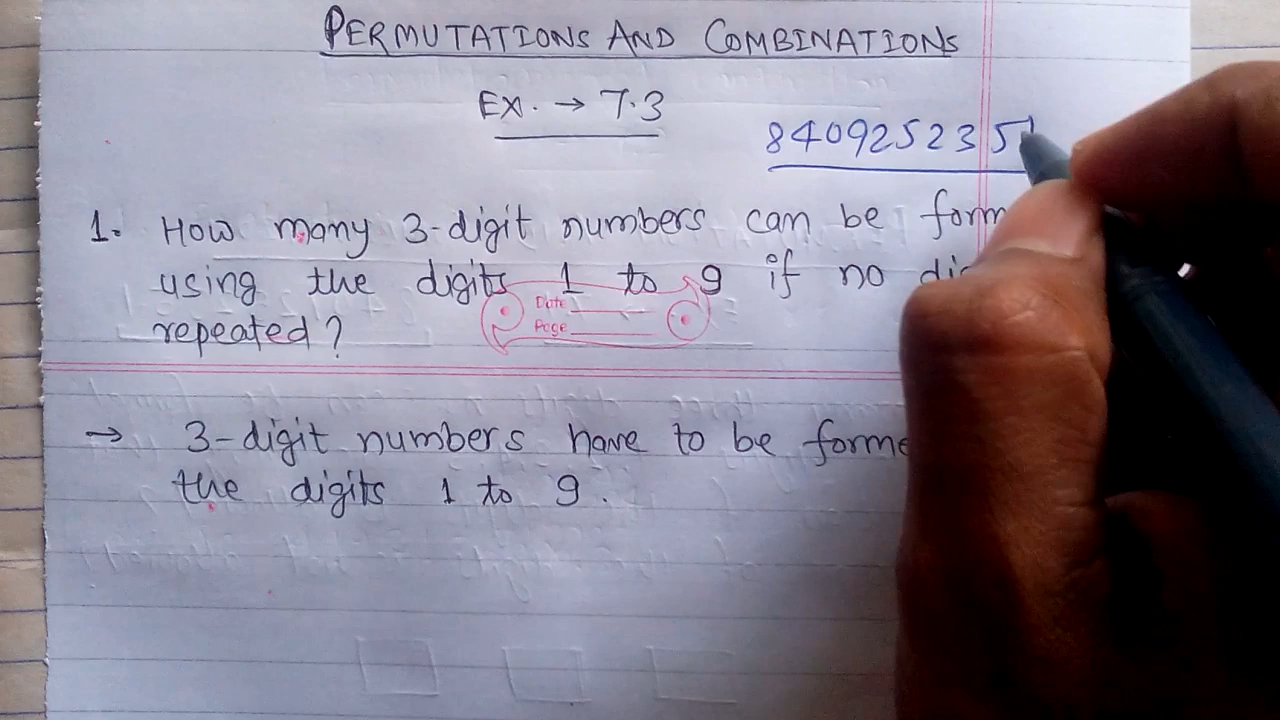 PERMUTATIONS AND COMBINATIONS
EX. → 7.3
8409252351
1. How many 3-digit numbers can be form
using the digits 1 to 9 if no di
repeated?
Date
Page
→ 3-digit numbers have to be forme
the digits 1 to 9.